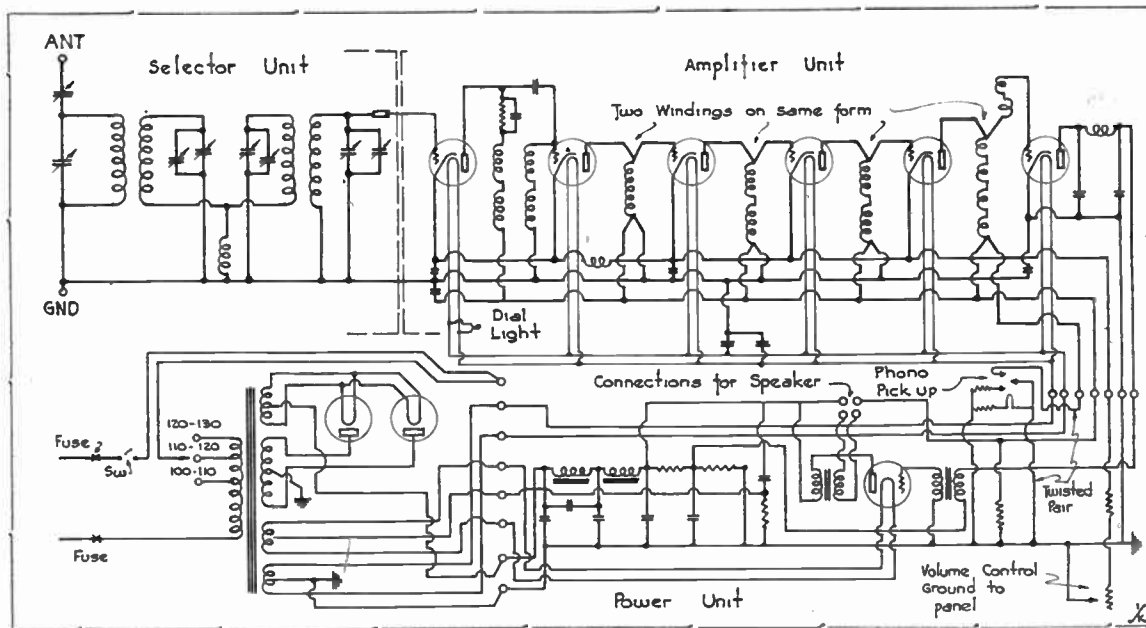 ANT
Selector Unit
Amplifier Unit
Two Windings on same form
GND
Dial
Light
Connections for Speaker
Phono
Pick up
120-130
110-120
100-110
Fuse
Sw
Fuse
Twisted
Pair
Volume Control
Ground to
panel
Power Unit